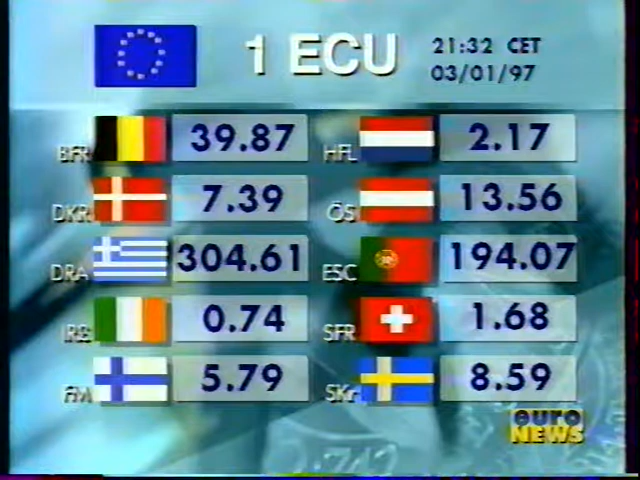 1 ECU
21:32 CET
03/01/97
BFR 39.87
HFL 2.17
DKR 7.39
ÖS 13.56
DRA 304.61
ESC 194.07
IR£ 0.74
SFR 1.68
FM 5.79
SKr 8.59
euro
NEWS